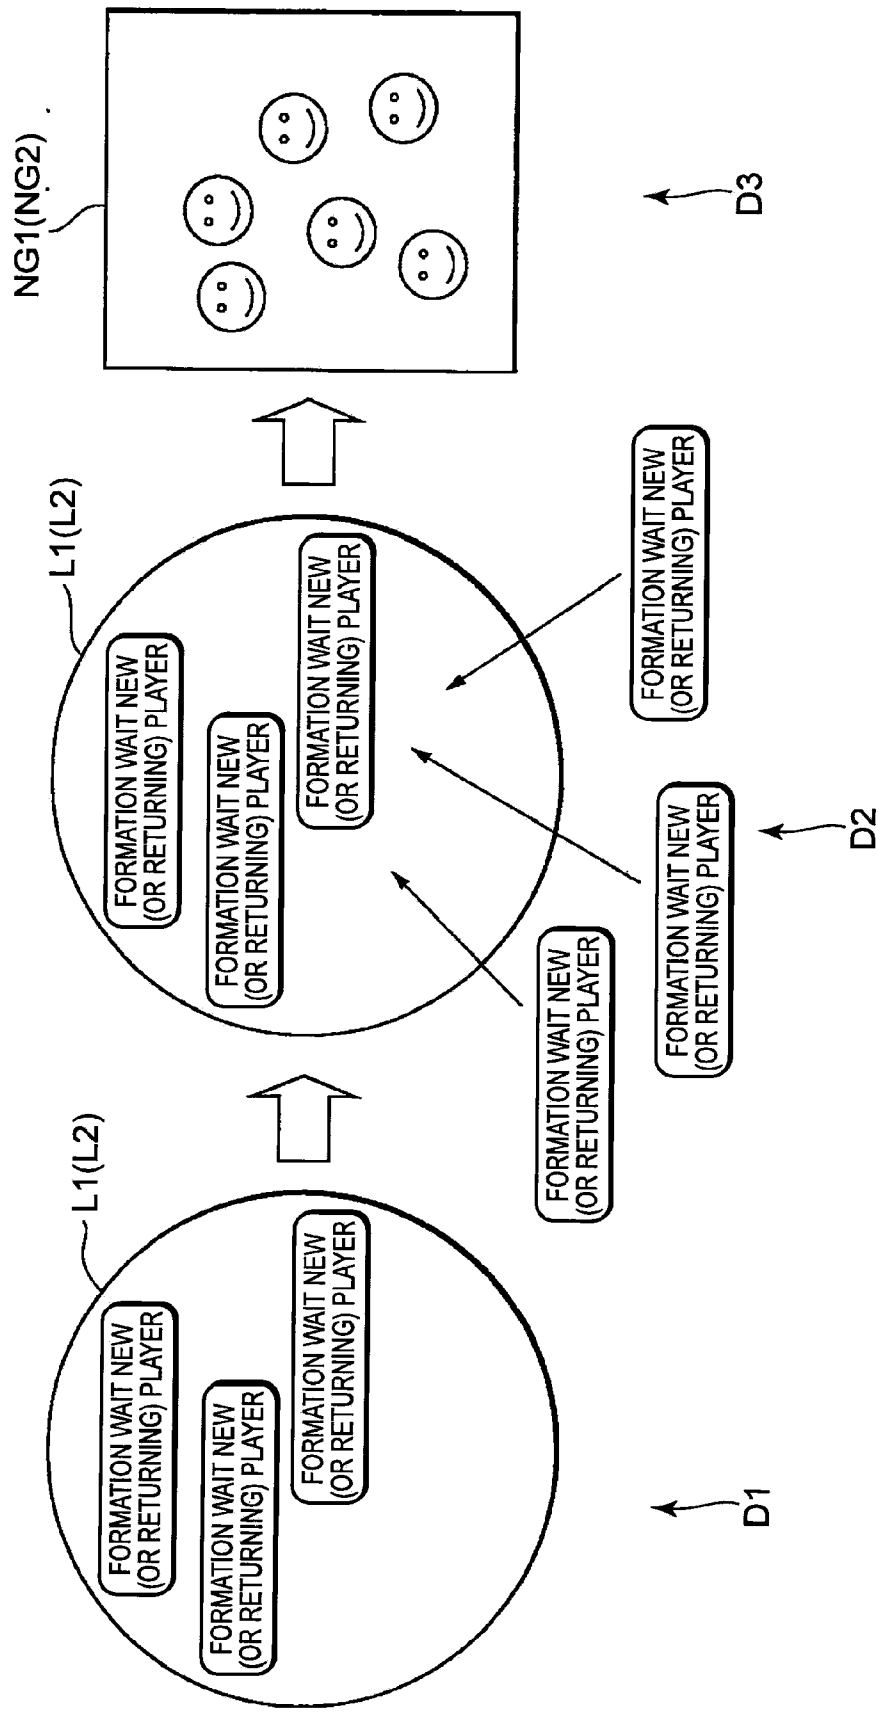 L1(L2)
FORMATION WAIT NEW
(OR RETURNING) PLAYER
FORMATION WAIT NEW
(OR RETURNING) PLAYER
FORMATION WAIT NEW
(OR RETURNING) PLAYER
D1
L1(L2)
FORMATION WAIT NEW
(OR RETURNING) PLAYER
FORMATION WAIT NEW
(OR RETURNING) PLAYER
FORMATION WAIT NEW
(OR RETURNING) PLAYER
FORMATION WAIT NEW
(OR RETURNING) PLAYER
FORMATION WAIT NEW
(OR RETURNING) PLAYER
FORMATION WAIT NEW
(OR RETURNING) PLAYER
D2
NG1(NG2)
D3